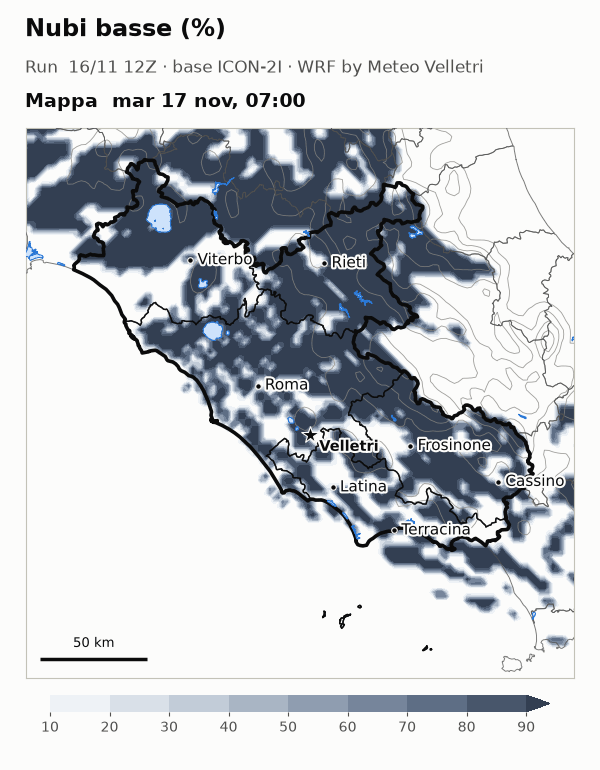 Nubi basse (%)
Run  16/11 12Z · base ICON-2I · WRF by Meteo Velletri
Mappa  mar 17 nov, 07:00
Viterbo
Rieti
Roma
Velletri
Frosinone
Cassino
Latina
Terracina
50 km
10 20 30 40 50 60 70 80 90